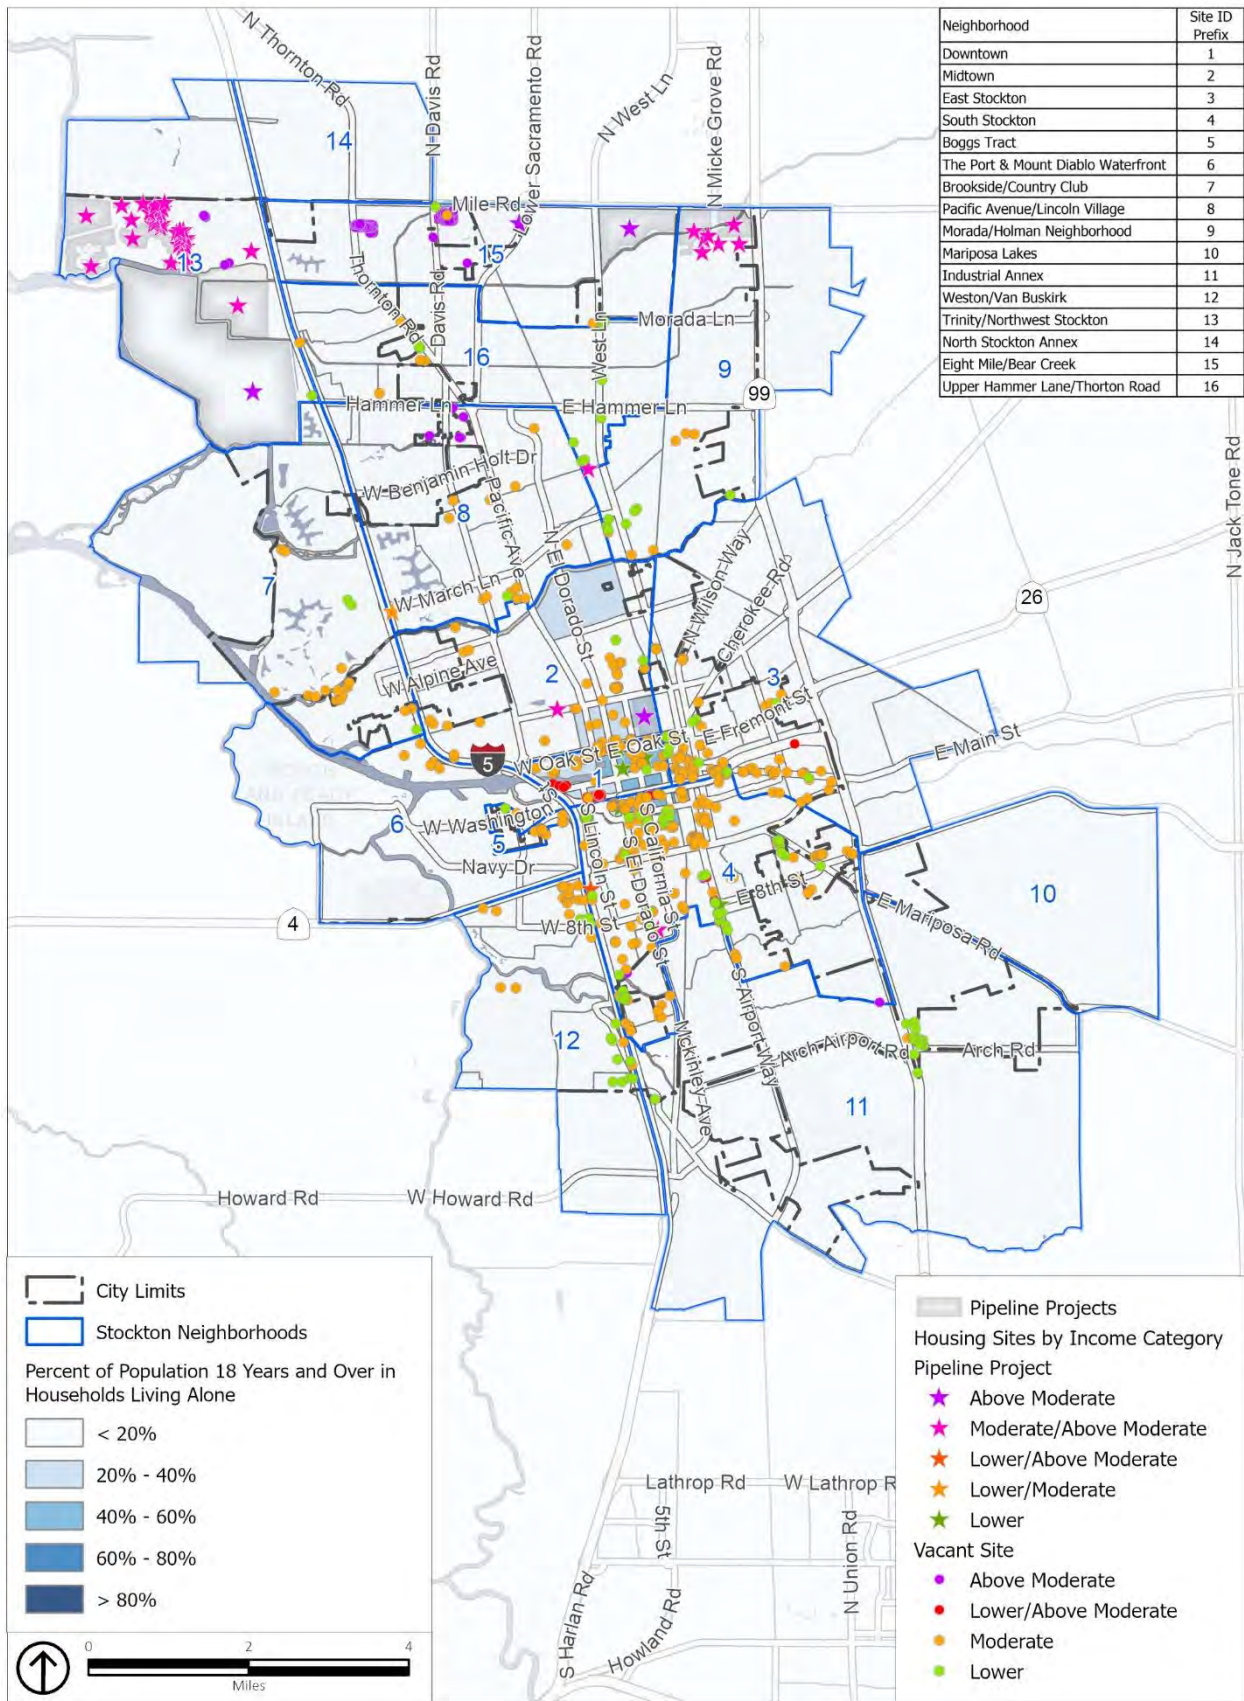 Neighborhood Site ID Prefix
Downtown 1
Midtown 2
East Stockton 3
South Stockton 4
Boggs Tract 5
The Port & Mount Diablo Waterfront 6
Brookside/Country Club 7
Pacific Avenue/Lincoln Village 8
Morada/Holman Neighborhood 9
Mariposa Lakes 10
Industrial Annex 11
Weston/Van Buskirk 12
Trinity/Northwest Stockton 13
North Stockton Annex 14
Eight Mile/Bear Creek 15
Upper Hammer Lane/Thorton Road 16
N Thornton Rd
N Davis Rd
Lower Sacramento Rd
N West Ln
N Micke Grove Rd
14
Mile Rd
15
13
Thornton Rd
Davis Rd
West Ln
Morada Ln
16
9
99
Hammer Ln
E Hammer Ln
W Benjamin Holt Dr
Pacific Ave
8
N El Dorado St
N Wilson Way
Cherokee Rd
N Jack Tone Rd
7
W March Ln
26
W Alpine Ave
2
3
E Fremont St
W Oak St
E Oak St
E Main St
5
1
6
W Washington St
5
S Lincoln St
S California St
S El Dorado St
Navy Dr
4
E 8th St
10
4
W 8th St
E Mariposa Rd
S Airport Way
12
Mckinley Ave
Arch Airport Rd
Arch Rd
11
Howard Rd
W Howard Rd
Lathrop Rd
W Lathrop R
5th St
N Union Rd
S Harlan Rd
Howland Rd
City Limits
Stockton Neighborhoods
Percent of Population 18 Years and Over in
Households Living Alone
< 20%
20% - 40%
40% - 60%
60% - 80%
> 80%
0 2 4
Miles
Pipeline Projects
Housing Sites by Income Category
Pipeline Project
Above Moderate
Moderate/Above Moderate
Lower/Above Moderate
Lower/Moderate
Lower
Vacant Site
Above Moderate
Lower/Above Moderate
Moderate
Lower